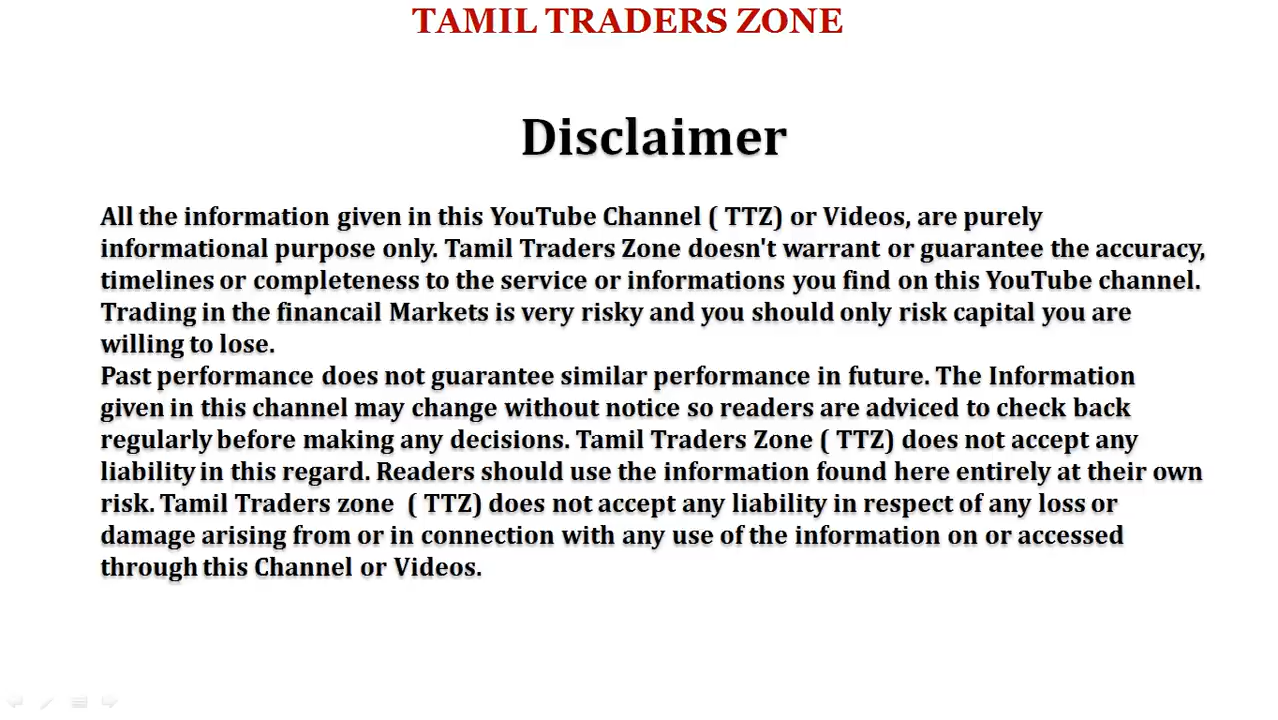 TAMIL TRADERS ZONE
Disclaimer
All the information given in this YouTube Channel ( TTZ) or Videos, are purely
informational purpose only. Tamil Traders Zone doesn't warrant or guarantee the accuracy,
timelines or completeness to the service or informations you find on this YouTube channel.
Trading in the financail Markets is very risky and you should only risk capital you are
willing to lose.
Past performance does not guarantee similar performance in future. The Information
given in this channel may change without notice so readers are adviced to check back
regularly before making any decisions. Tamil Traders Zone ( TTZ) does not accept any
liability in this regard. Readers should use the information found here entirely at their own
risk. Tamil Traders zone  ( TTZ) does not accept any liability in respect of any loss or
damage arising from or in connection with any use of the information on or accessed
through this Channel or Videos.